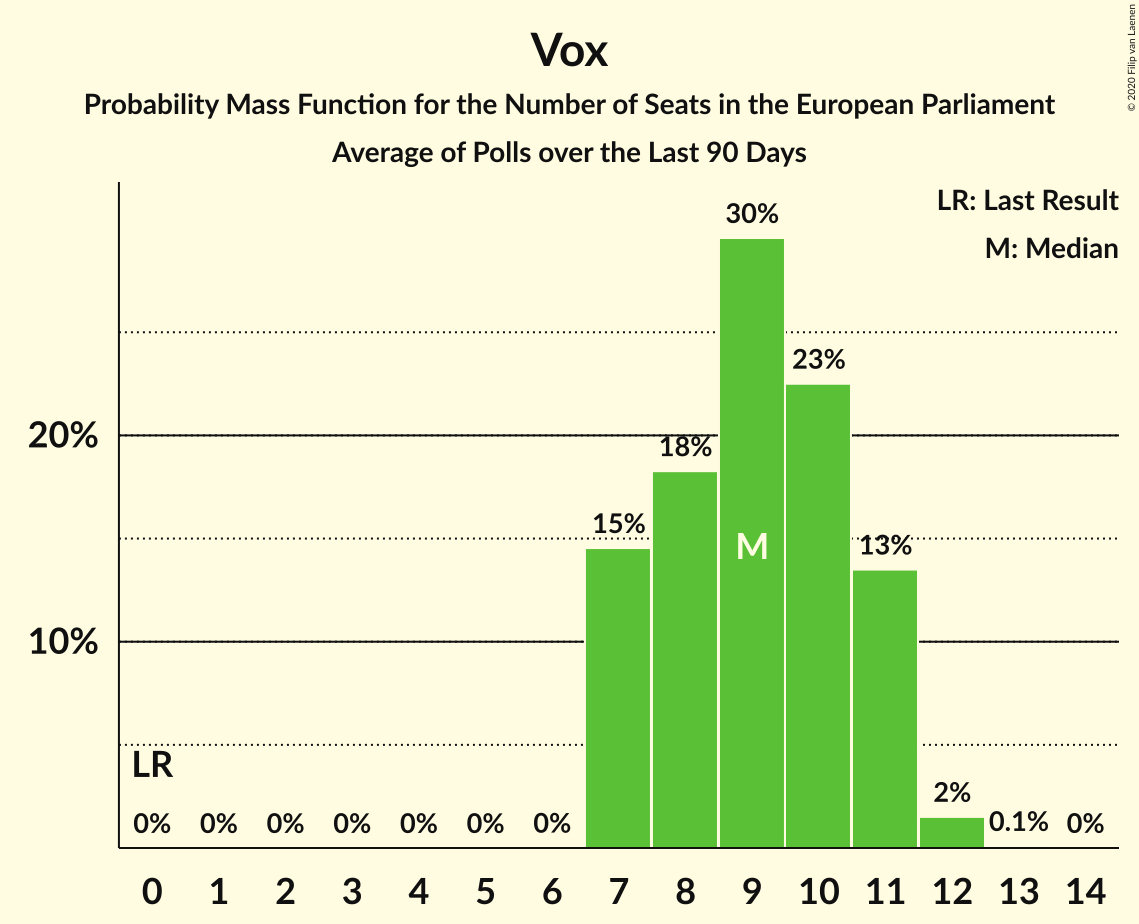 © 2020 Filip van Laenen
Vox
Probability Mass Function for the Number of Seats in the European Parliament
Average of Polls over the Last 90 Days
LR: Last Result
M: Median
30%
23%
20%
18%
15%
M
13%
10%
LR
2%
0% 0% 0% 0% 0% 0% 0% 0.1% 0%
0 1 2 3 4 5 6 7 8 9 10 11 12 13 14